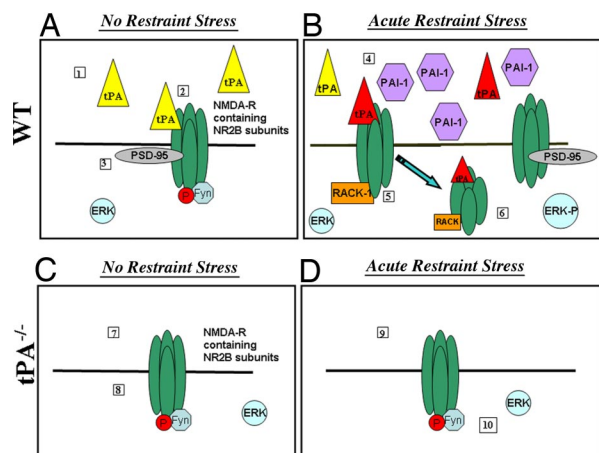 A
No Restraint Stress
B
Acute Restraint Stress
WT
1
tPA
tPA
tPA
2
NMDA-R
containing
NR2B subunits
3
PSD-95
P
Fyn
ERK
4
tPA
tPA
PAI-1
PAI-1
PAI-1
tPA
PAI-1
PSD-95
RACK-1
5
tPA
RACK
6
ERK
ERK-P
C
No Restraint Stress
D
Acute Restraint Stress
tPA-/-
7
NMDA-R
containing
NR2B subunits
8
P
Fyn
ERK
9
P
Fyn
10
ERK